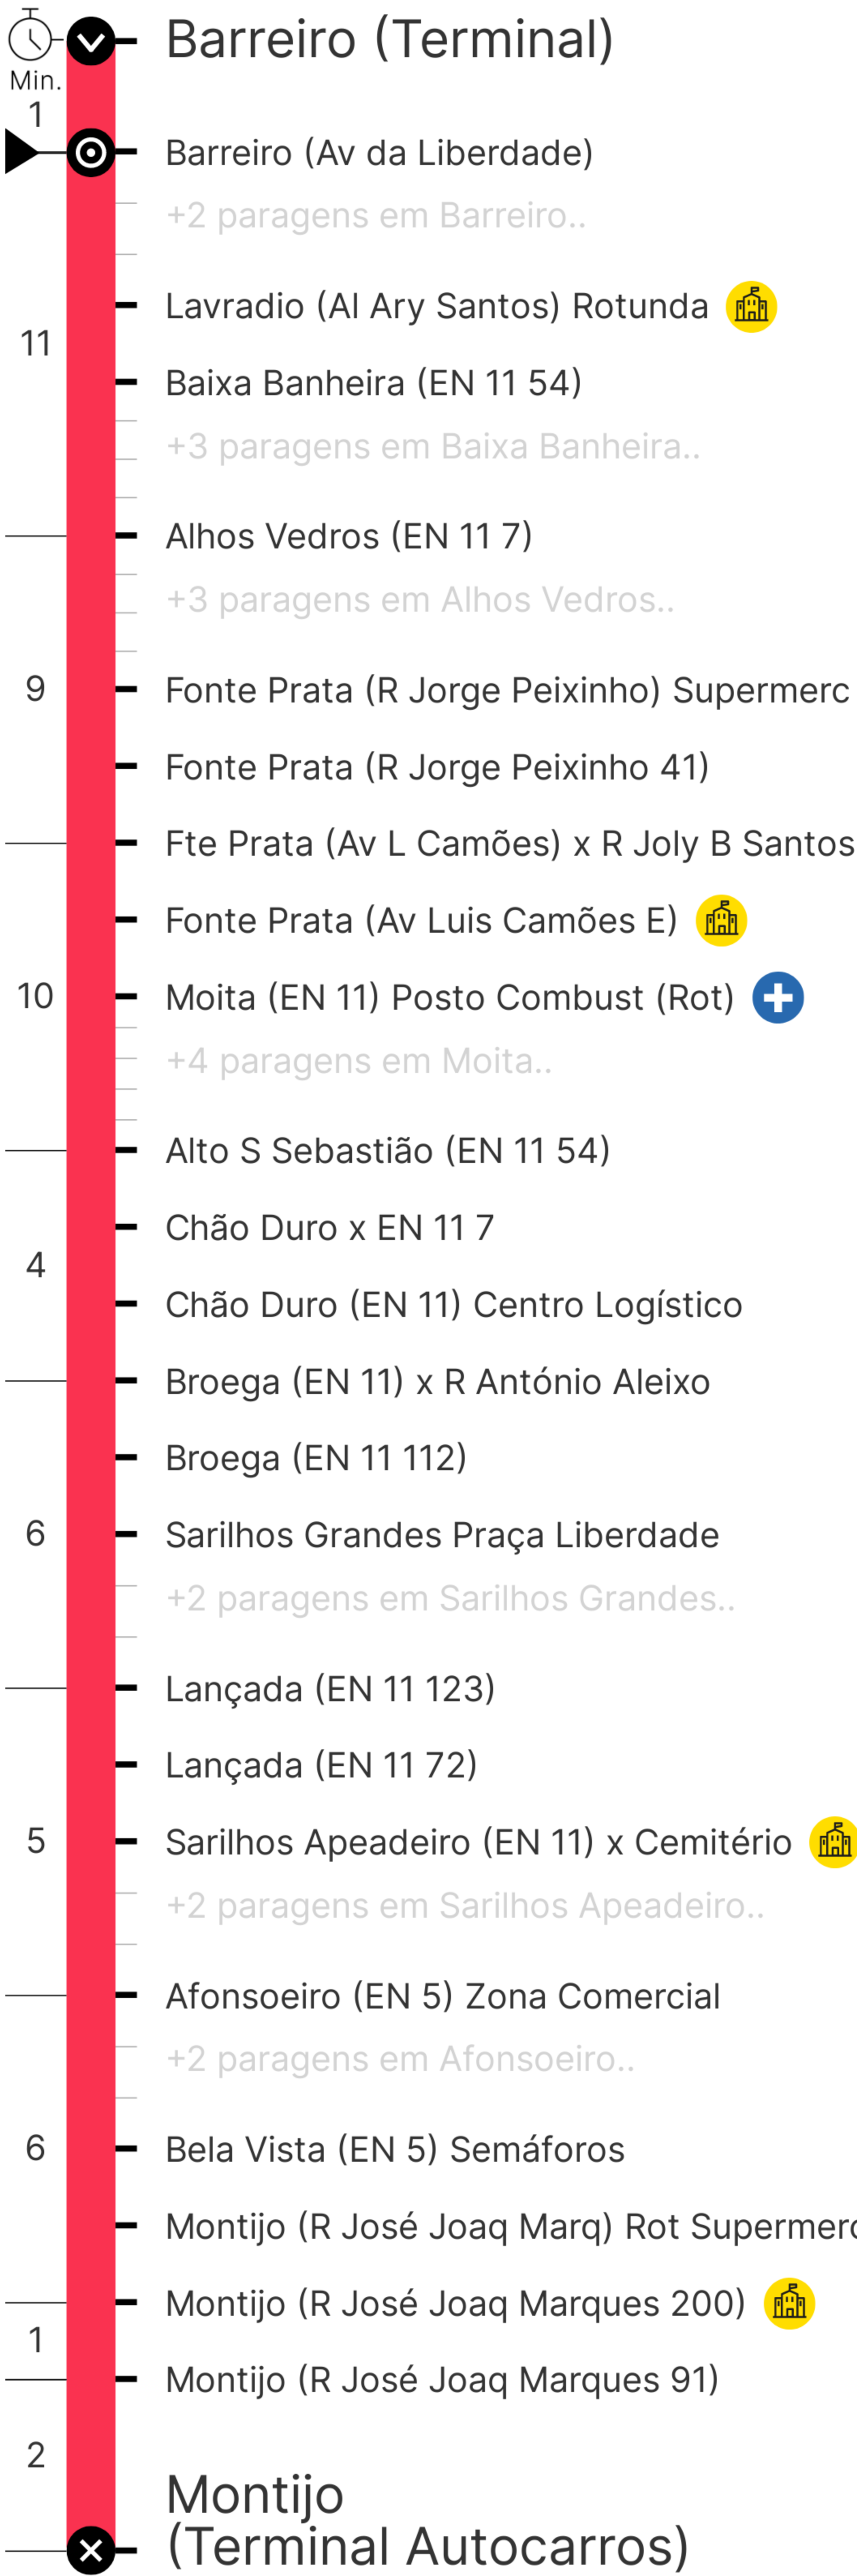 Barreiro (Terminal)
Min.
1
Barreiro (Av da Liberdade)
+2 paragens em Barreiro..
Lavradio (Al Ary Santos) Rotunda
11
Baixa Banheira (EN 11 54)
+3 paragens em Baixa Banheira..
Alhos Vedros (EN 11 7)
+3 paragens em Alhos Vedros..
9
Fonte Prata (R Jorge Peixinho) Supermerc
Fonte Prata (R Jorge Peixinho 41)
Fte Prata (Av L Camões) x R Joly B Santos
Fonte Prata (Av Luis Camões E)
10
Moita (EN 11) Posto Combust (Rot)
+4 paragens em Moita..
Alto S Sebastião (EN 11 54)
Chão Duro x EN 11 7
4
Chão Duro (EN 11) Centro Logístico
Broega (EN 11) x R António Aleixo
Broega (EN 11 112)
6
Sarilhos Grandes Praça Liberdade
+2 paragens em Sarilhos Grandes..
Lançada (EN 11 123)
Lançada (EN 11 72)
5
Sarilhos Apeadeiro (EN 11) x Cemitério
+2 paragens em Sarilhos Apeadeiro..
Afonsoeiro (EN 5) Zona Comercial
+2 paragens em Afonsoeiro..
6
Bela Vista (EN 5) Semáforos
Montijo (R José Joaq Marq) Rot Supermerc
Montijo (R José Joaq Marques 200)
1
Montijo (R José Joaq Marques 91)
2
Montijo
(Terminal Autocarros)